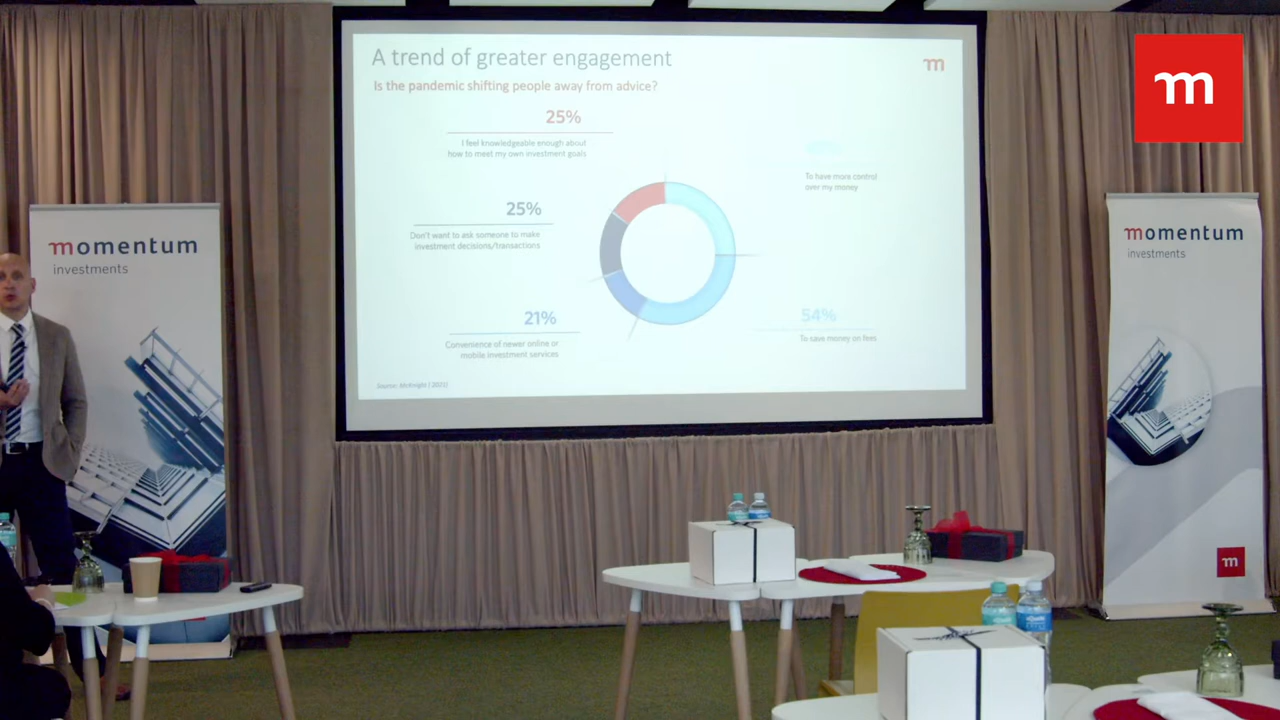 A trend of greater engagement
m
Is the pandemic shifting people away from advice?
25%
I feel knowledgeable enough about
how to meet my own investment goals
To have more control
over my money
25%
Don't want to ask someone to make
investment decisions/transactions
54%
To save money on fees
21%
Convenience of newer online or
mobile investment services
Source: McKnight (2021)
m
momentum
investments
momentum
investments
m